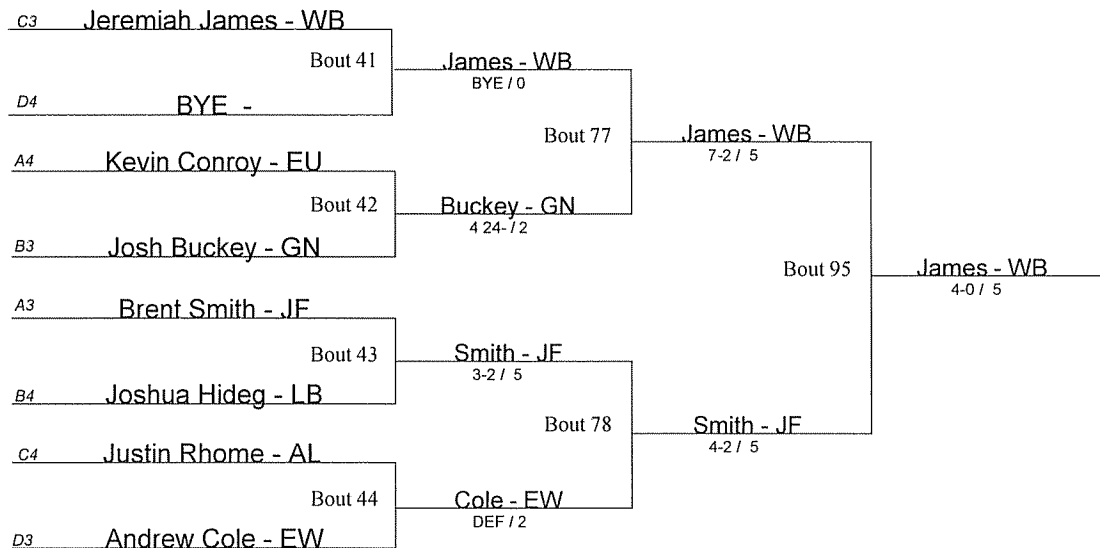 C3 Jeremiah James - WB
Bout 41
James - WB
BYE / 0
D4 BYE -
Bout 77
James - WB
7-2 / 5
A4 Kevin Conroy - EU
Bout 42
Buckey - GN
4 24- / 2
B3 Josh Buckey - GN
Bout 95
James - WB
4-0 / 5
A3 Brent Smith - JF
Bout 43
Smith - JF
3-2 / 5
B4 Joshua Hideg - LB
Bout 78
Smith - JF
4-2 / 5
C4 Justin Rhome - AL
Bout 44
Cole - EW
DEF / 2
D3 Andrew Cole - EW